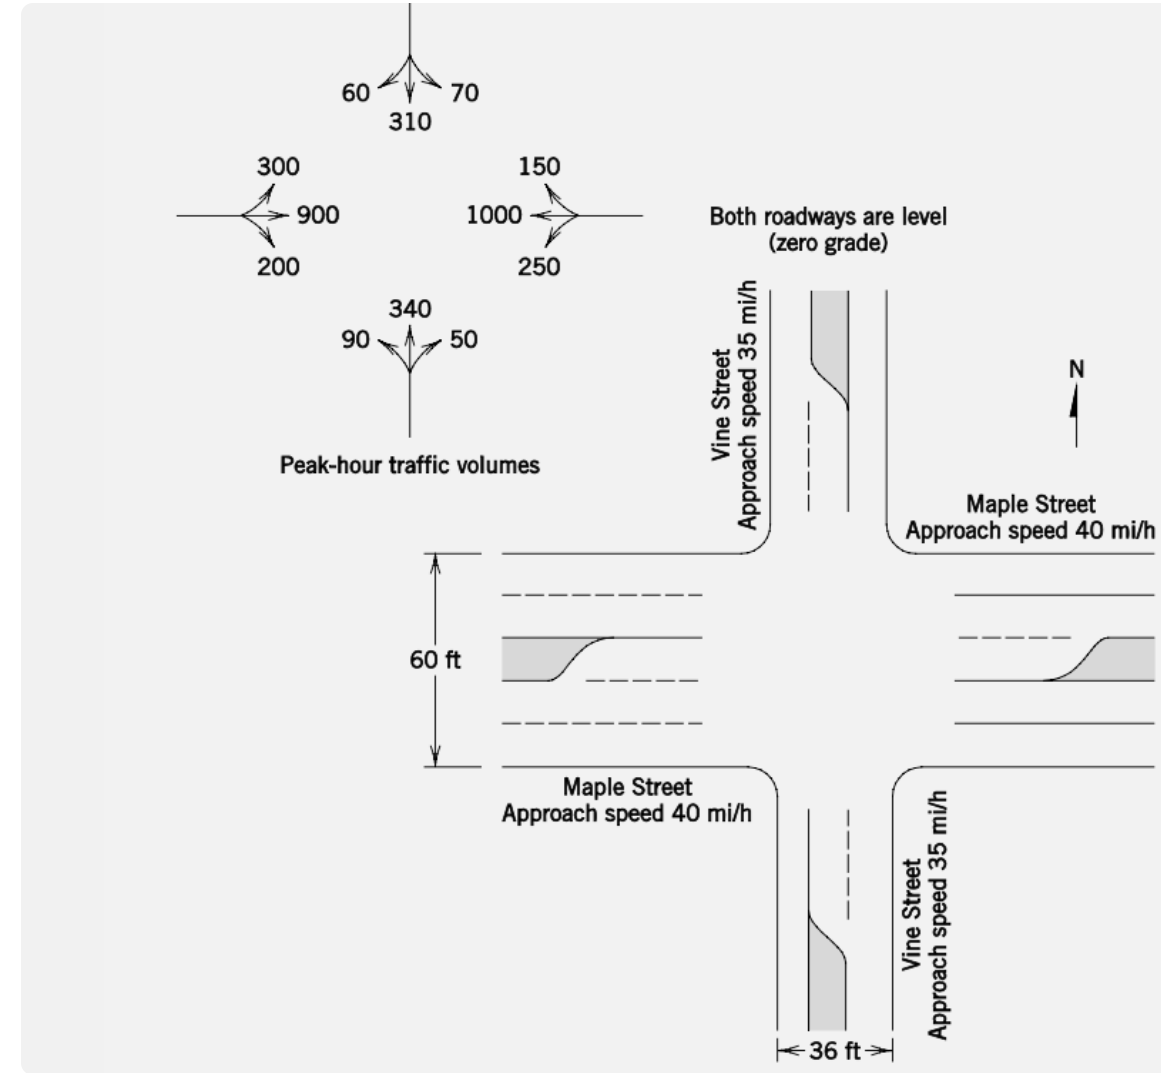 60
70
310
300
150
900
1000
200
250
340
90
50
Peak-hour traffic volumes
Both roadways are level
(zero grade)
Vine Street
Approach speed 35 mi/h
N
Maple Street
Approach speed 40 mi/h
60 ft
Maple Street
Approach speed 40 mi/h
Vine Street
Approach speed 35 mi/h
36 ft